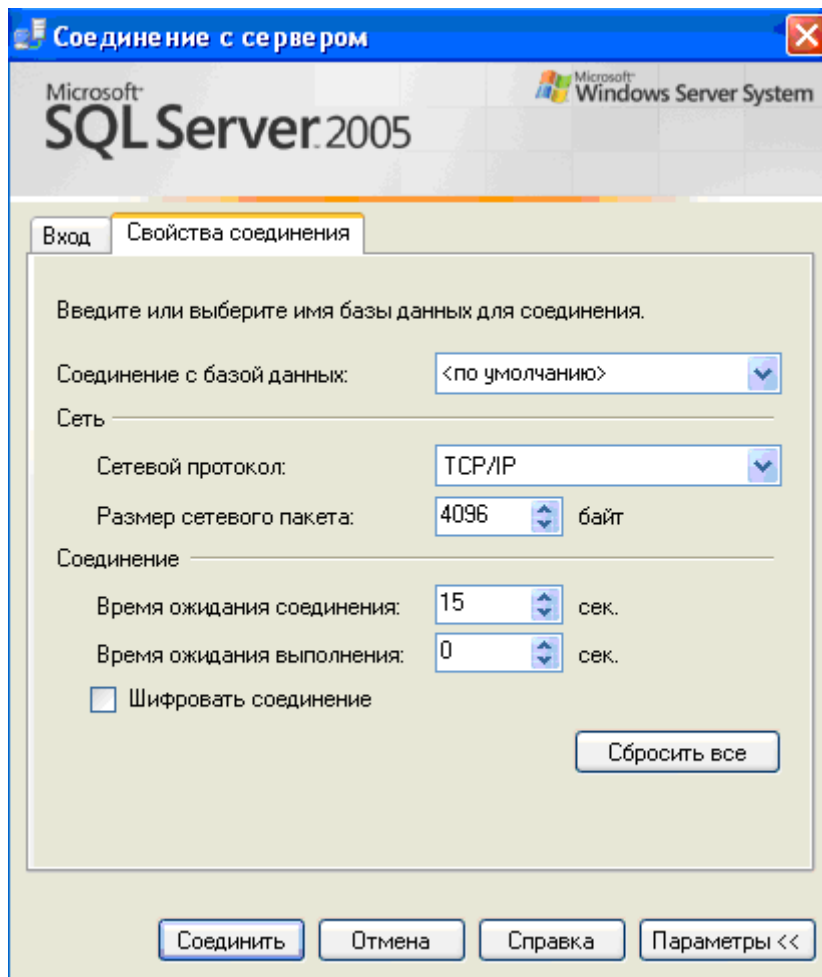 Соединение с сервером
Microsoft
SQL Server 2005
Microsoft
Windows Server System
Вход
Свойства соединения
Введите или выберите имя базы данных для соединения.
Соединение с базой данных: <по умолчанию>
Сеть
Сетевой протокол: TCP/IP
Размер сетевого пакета: 4096 байт
Соединение
Время ожидания соединения: 15 сек.
Время ожидания выполнения: 0 сек.
Шифровать соединение
Сбросить все
Соединить Отмена Справка Параметры <<